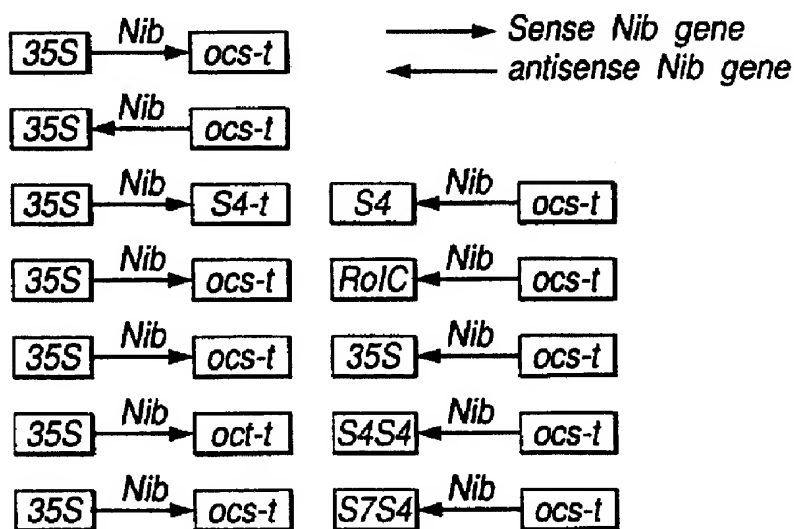 35S Nib ocs-t Sense Nib gene
antisense Nib gene
35S Nib ocs-t
35S Nib S4-t S4 Nib ocs-t
35S Nib ocs-t RolC Nib ocs-t
35S Nib ocs-t 35S Nib ocs-t
35S Nib oct-t S4S4 Nib ocs-t
35S Nib ocs-t S7S4 Nib ocs-t